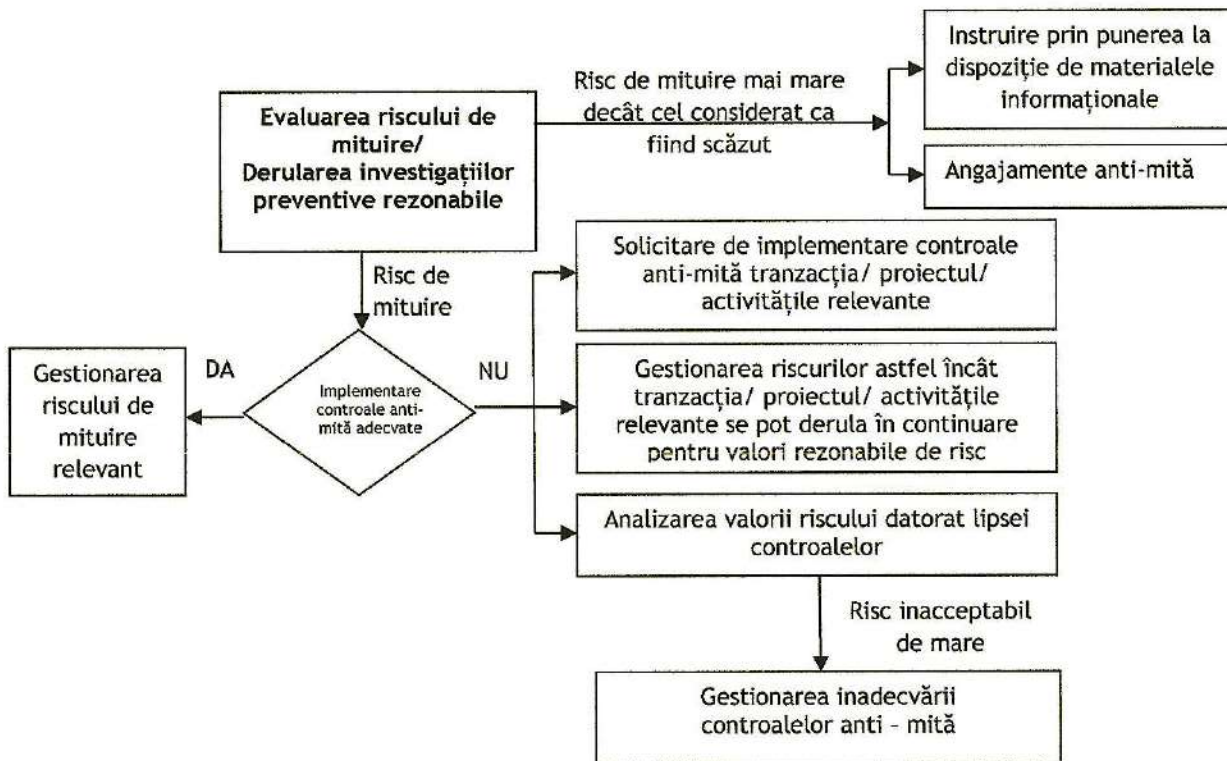 Evaluarea riscului de
mituire/
Derularea investigațiilor
preventive rezonabile
Risc de mituire mai mare
decât cel considerat ca
fiind scăzut
Instruire prin punerea la
dispoziție de materialele
informaționale
Angajamente anti-mită
Risc de
mituire
Solicitare de implementare controale
anti-mită tranzacția/ proiectul/
activitățile relevante
Gestionarea
riscului de
mituire
relevant
DA
Implementare
controale anti-
mită adecvate
NU
Gestionarea riscurilor astfel încât
tranzacția/ proiectul/ activitățile
relevante se pot derula în continuare
pentru valori rezonabile de risc
Analizarea valorii riscului datorat lipsei
controalelor
Risc inacceptabil
de mare
Gestionarea inadecvării
controalelor anti - mită